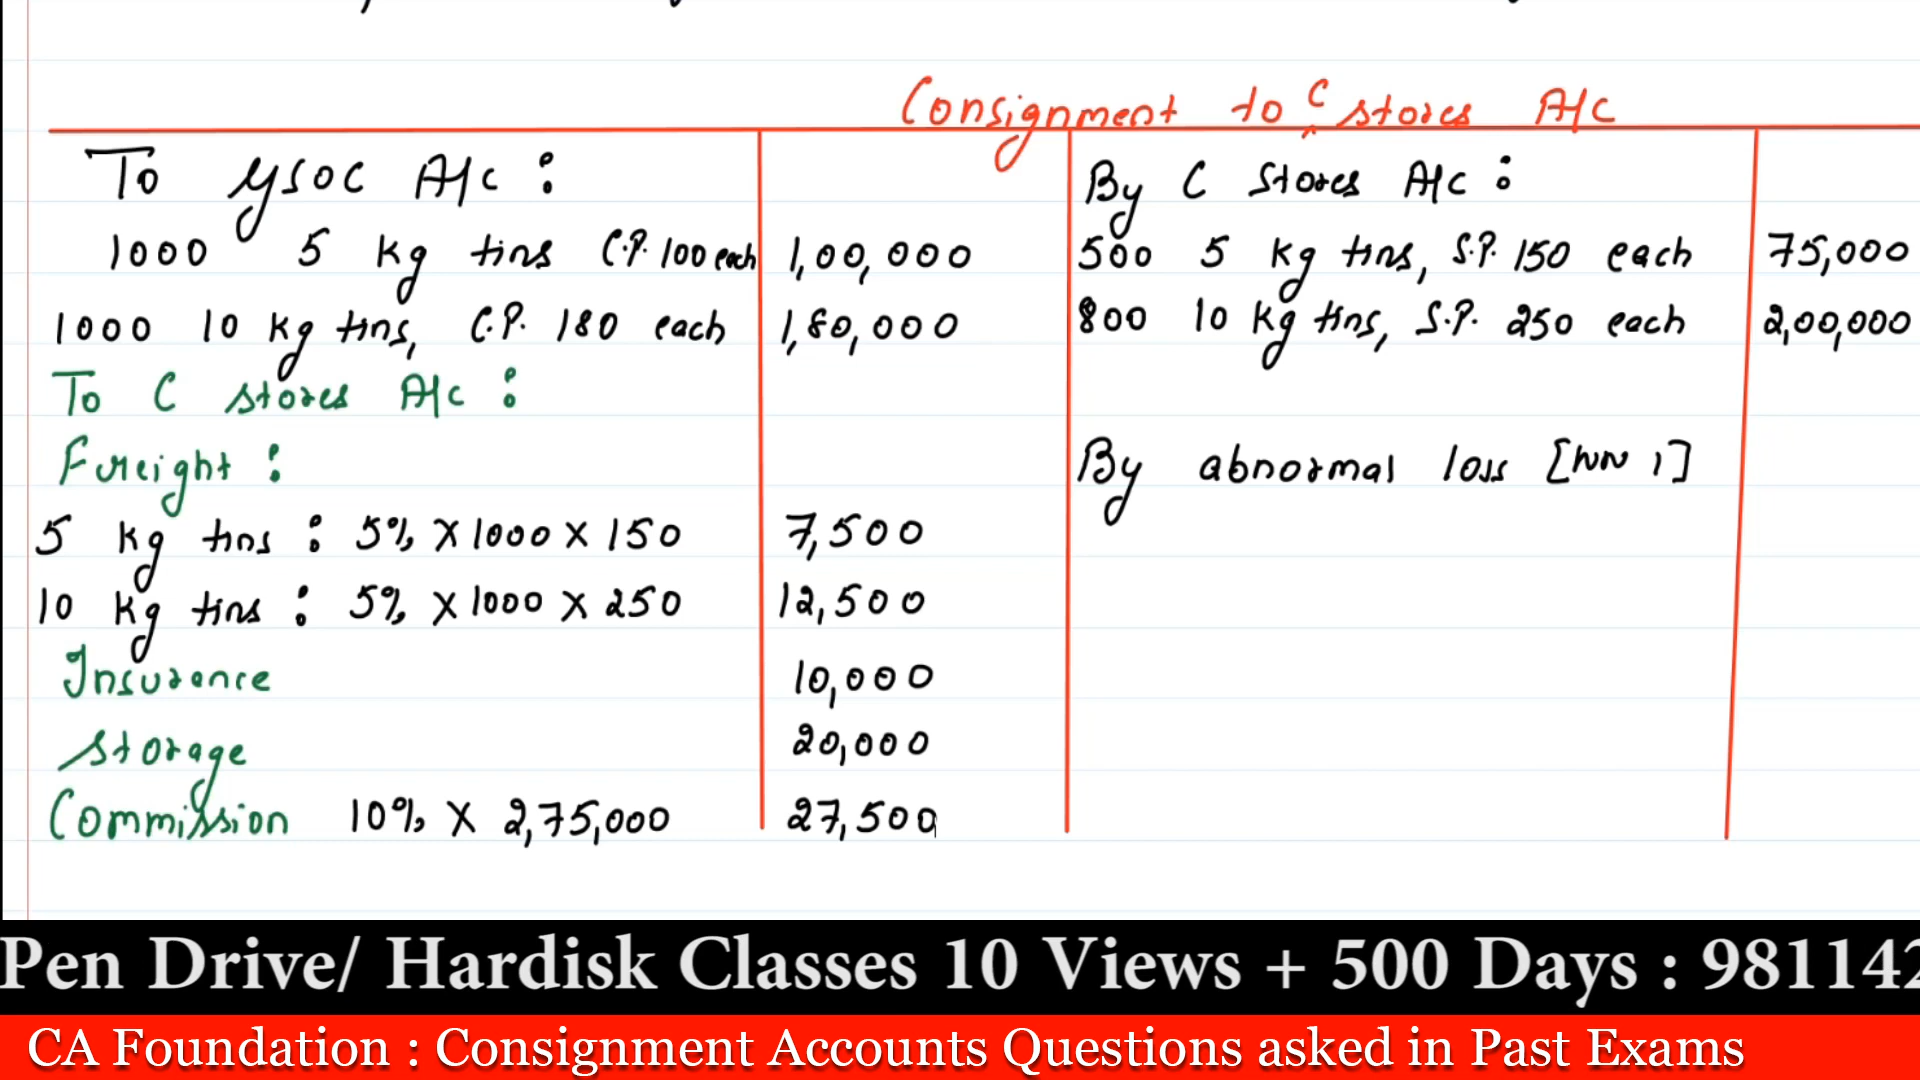 Consignment to C stores A/c
To GSOC A/c :
1000 5 kg tins C.P. 100 each 1,00,000
1000 10 kg tins, C.P. 180 each 1,80,000
To C stores A/c :
Freight :
5 kg tins : 5% X 1000 X 150 7,500
10 kg tins : 5% X 1000 X 250 12,500
Insurance 10,000
Storage 20,000
Commission 10% X 2,75,000 27,500
By C Stores A/c :
500 5 kg tins, S.P. 150 each 75,000
800 10 kg tins, S.P. 250 each 2,00,000
By abnormal loss [WN 1]
Pen Drive/ Hardisk Classes 10 Views + 500 Days : 981142
CA Foundation : Consignment Accounts Questions asked in Past Exams